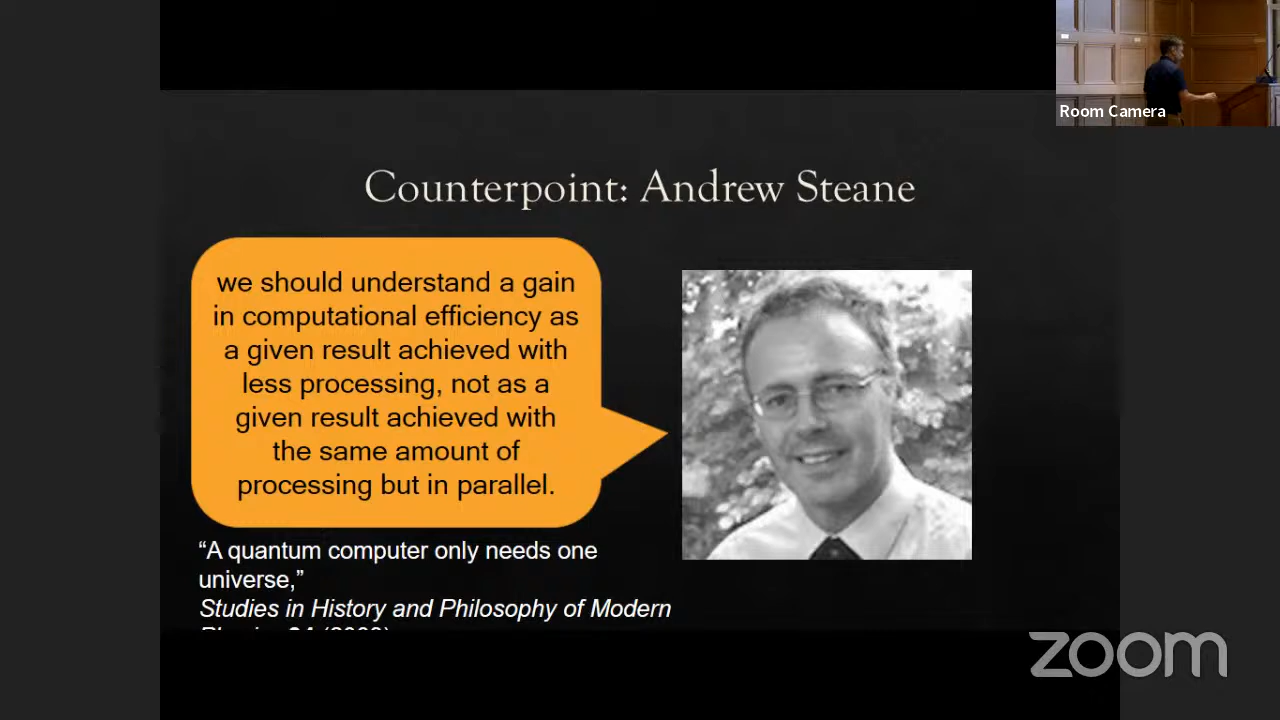 Room Camera
Counterpoint: Andrew Steane
we should understand a gain
in computational efficiency as
a given result achieved with
less processing, not as a
given result achieved with
the same amount of
processing but in parallel.
“A quantum computer only needs one
universe,”
Studies in History and Philosophy of Modern
zoom